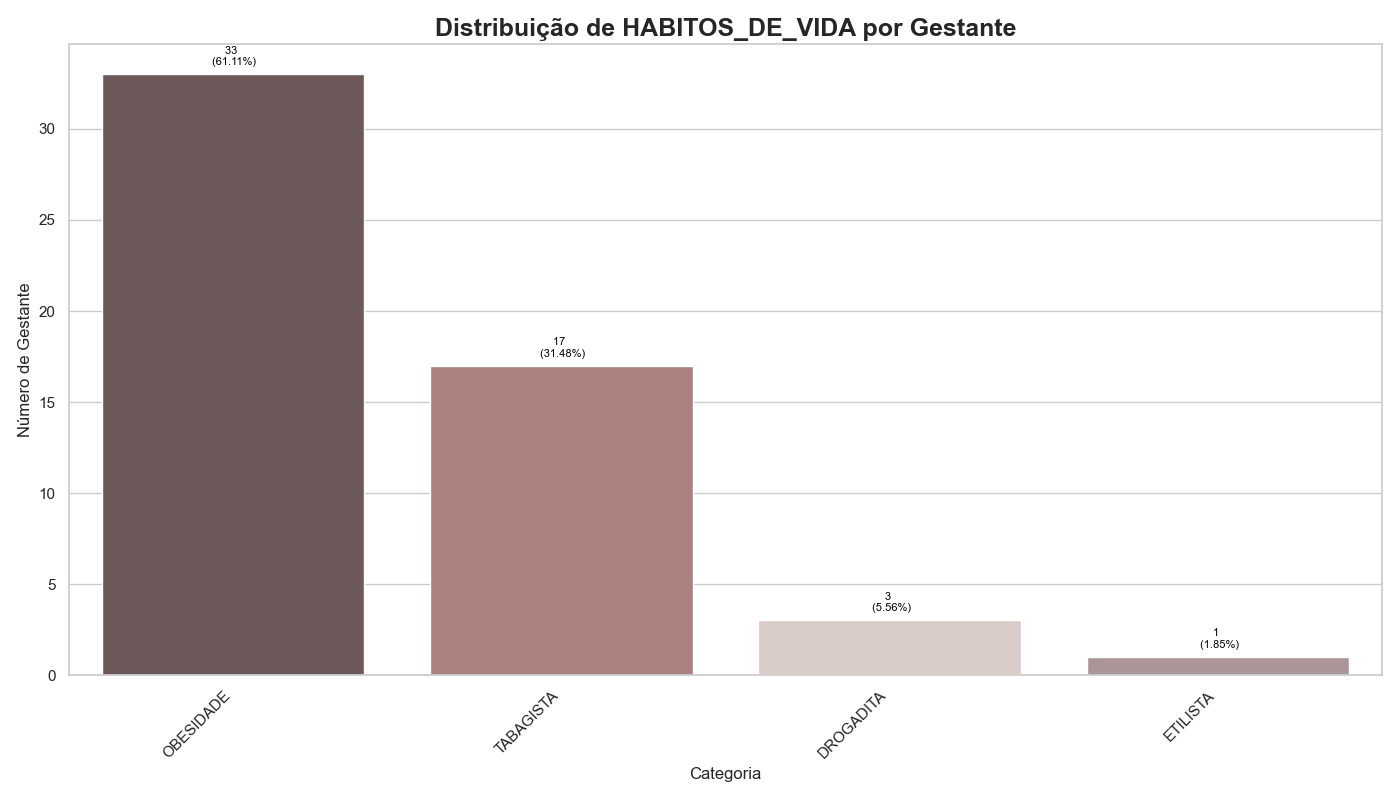 Distribuição de HABITOS_DE_VIDA por Gestante
33
(61.11%)
17
(31.48%)
3
(5.56%)
1
(1.85%)
Número de Gestante
30
25
20
15
10
5
0
OBESIDADE
TABAGISTA
DROGADITA
ETILISTA
Categoria